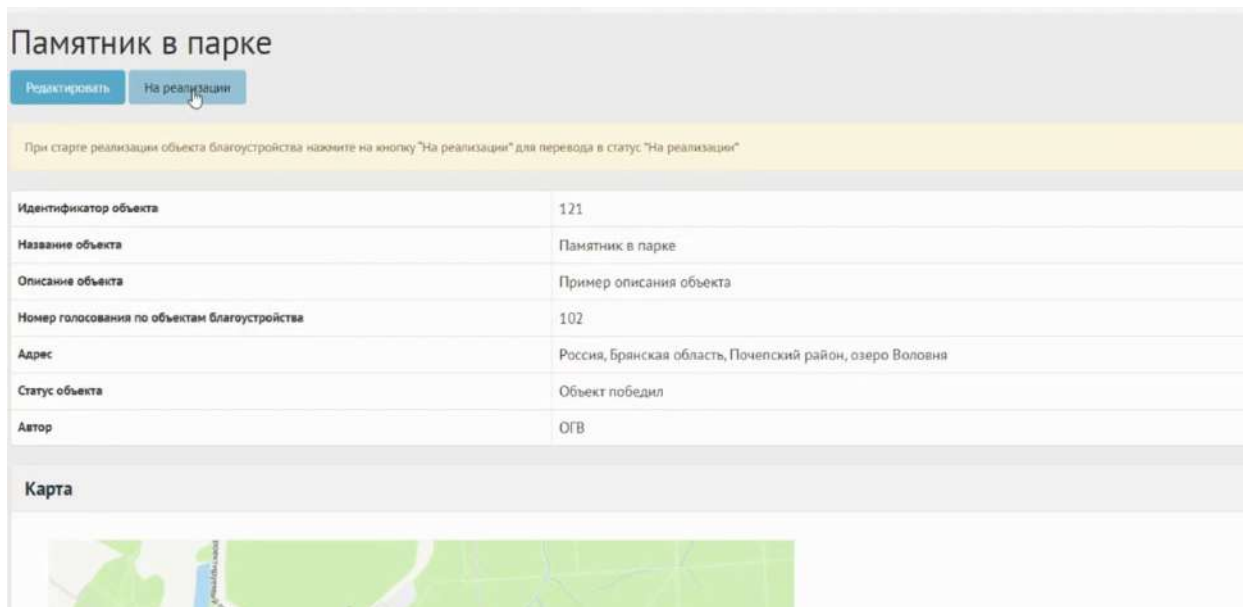 Памятник в парке
Редактировать На реализации
При старте реализации объекта благоустройства нажмите на кнопку "На реализации" для перевода в статус "На реализации"
Идентификатор объекта 121
Название объекта Памятник в парке
Описание объекта Пример описания объекта
Номер голосования по объектам благоустройства 102
Адрес Россия, Брянская область, Почепский район, озеро Воловня
Статус объекта Объект победил
Автор ОГВ
Карта